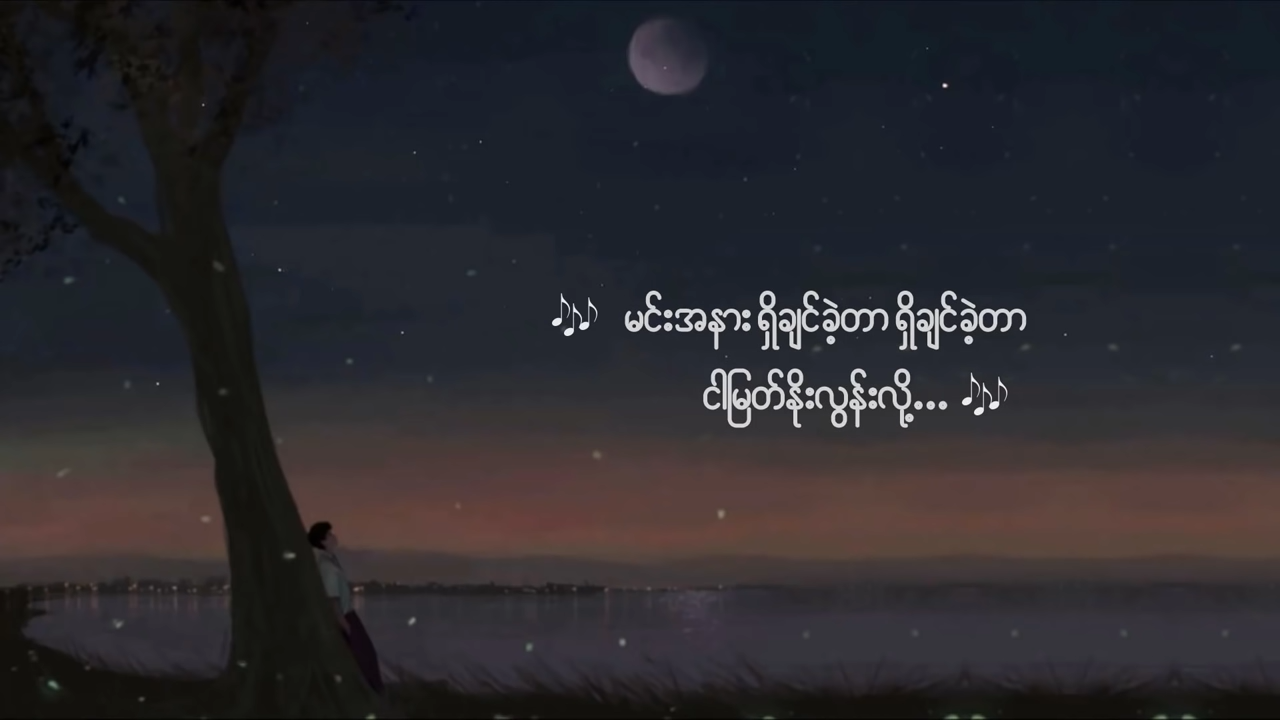 🎶 မင်းအနား ရှိချင်ခဲ့တာ ရှိချင်ခဲ့တာ
ငါမြတ်နိုးလွန်းလို့... 🎶